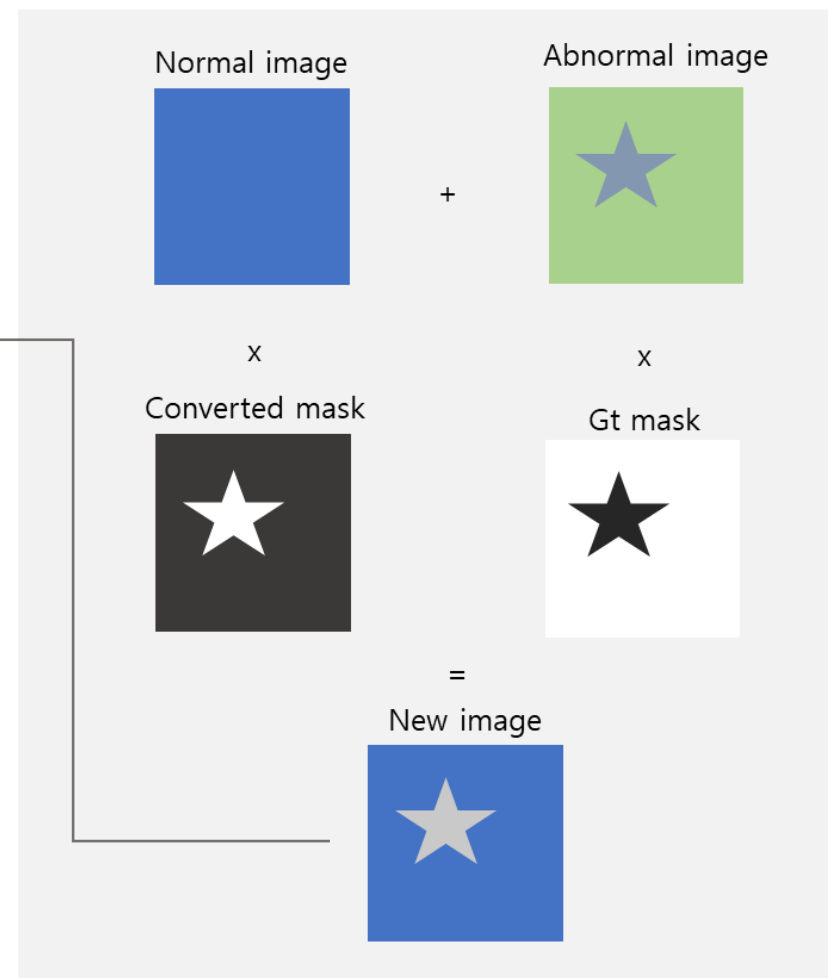 Normal image
Abnormal image
+
x
x
Converted mask
Gt mask
=
New image